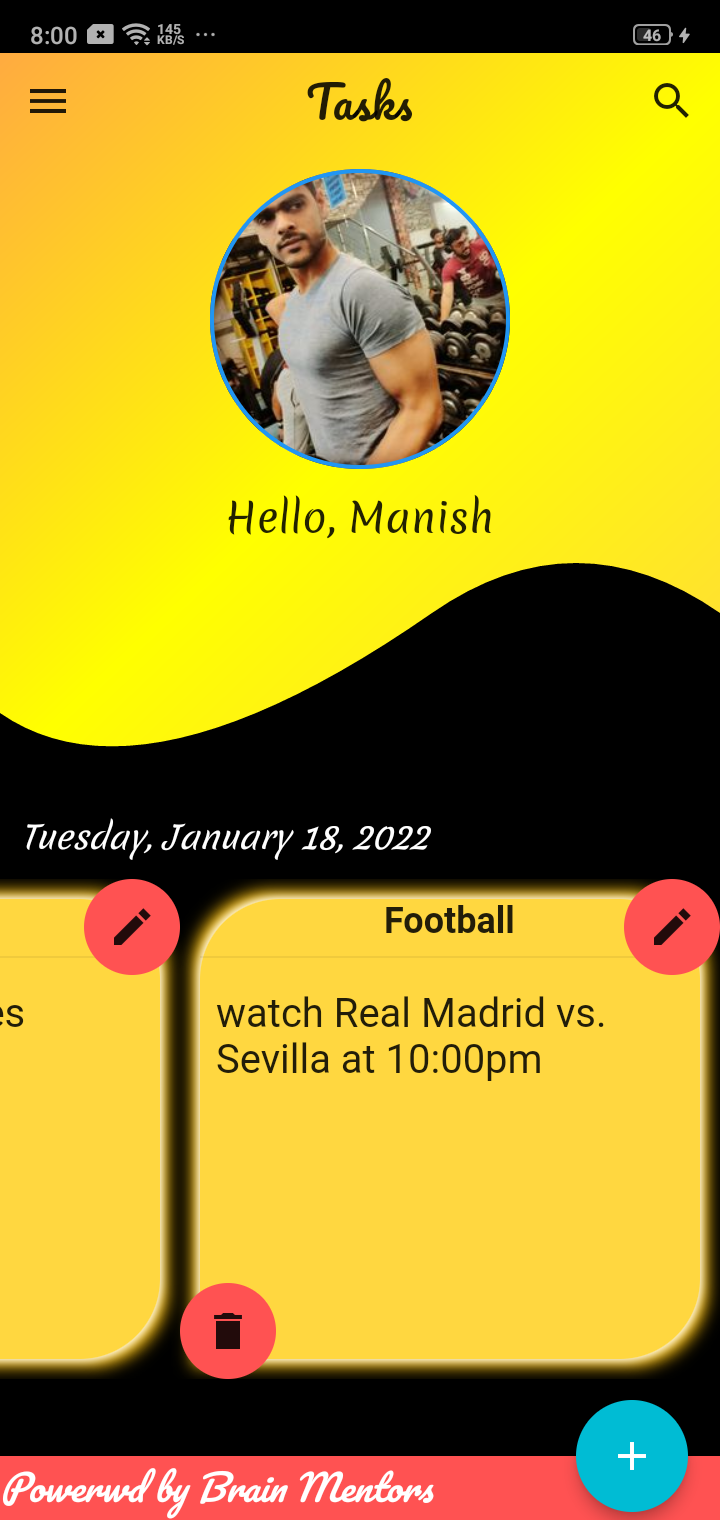 8:00 145 KB/S ... 46
Tasks
Hello, Manish
Tuesday, January 18, 2022
Football
es
watch Real Madrid vs.
Sevilla at 10:00pm
Powerwd by Brain Mentors